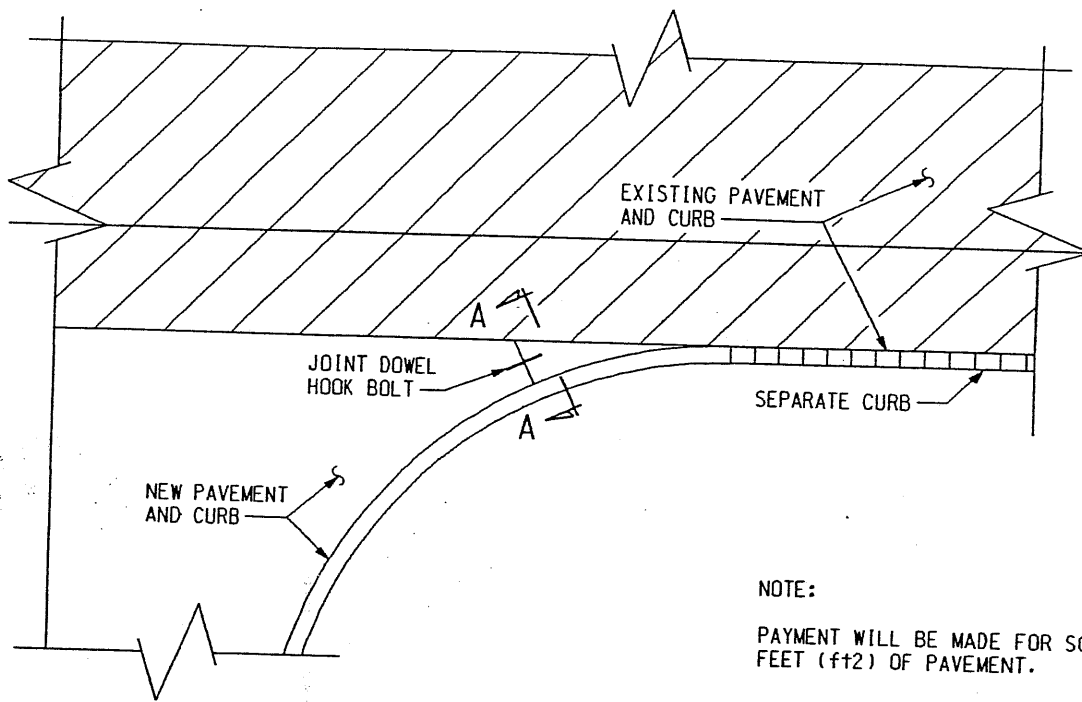 EXISTING PAVEMENT
AND CURB
A
JOINT DOWEL
HOOK BOLT
SEPARATE CURB
A
NEW PAVEMENT
AND CURB
NOTE:
PAYMENT WILL BE MADE FOR
FEET (ft2) OF PAVEMENT.